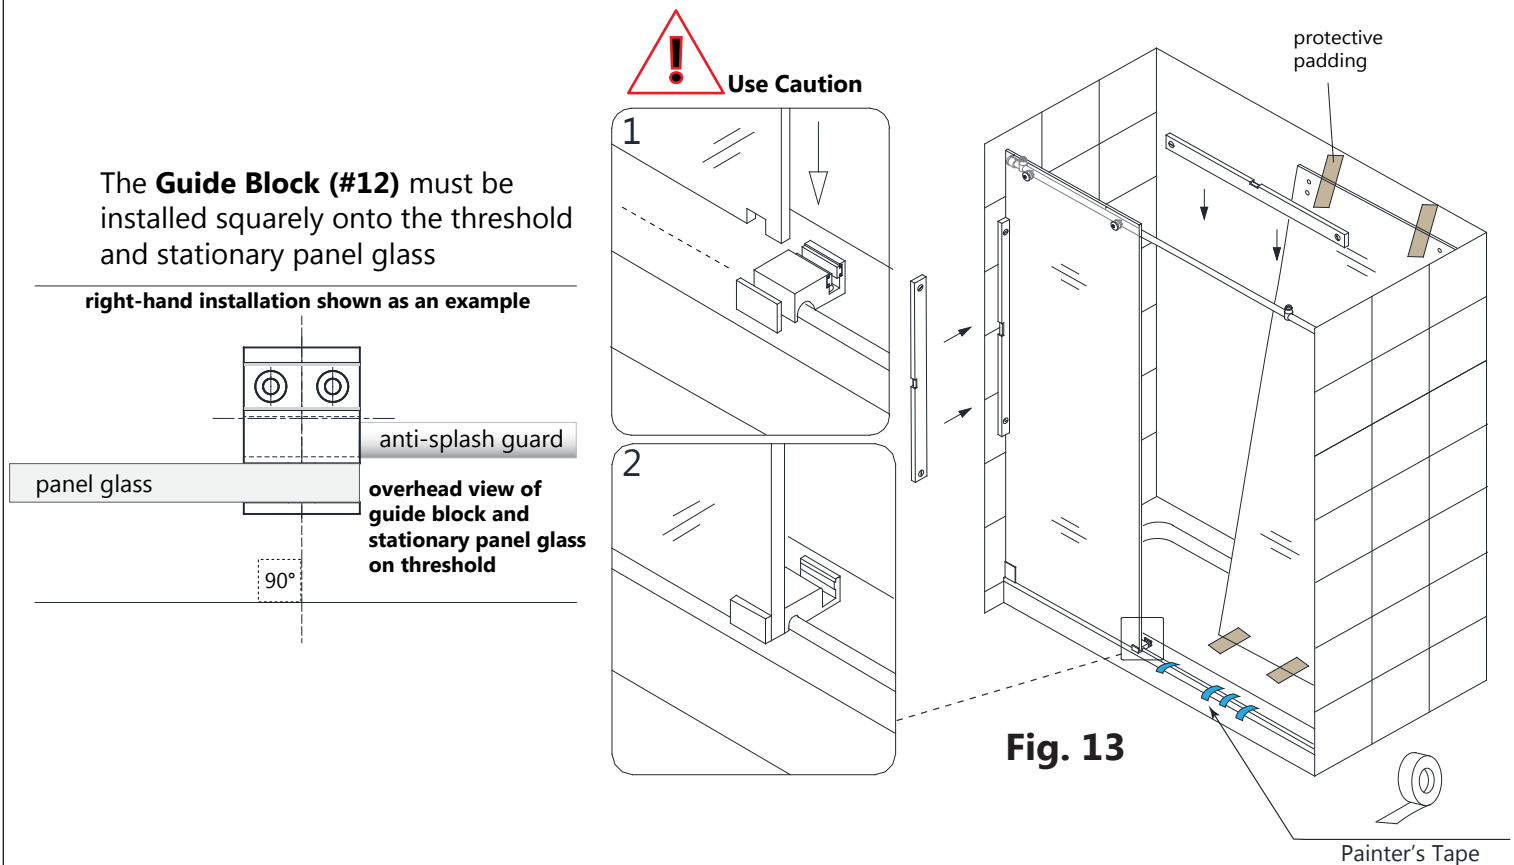 The Guide Block (#12) must be
installed squarely onto the threshold
and stationary panel glass
right-hand installation shown as an example
anti-splash guard
panel glass
overhead view of
guide block and
stationary panel glass
on threshold
90°
Use Caution
1
2
protective
padding
Fig. 13
Painter's Tape